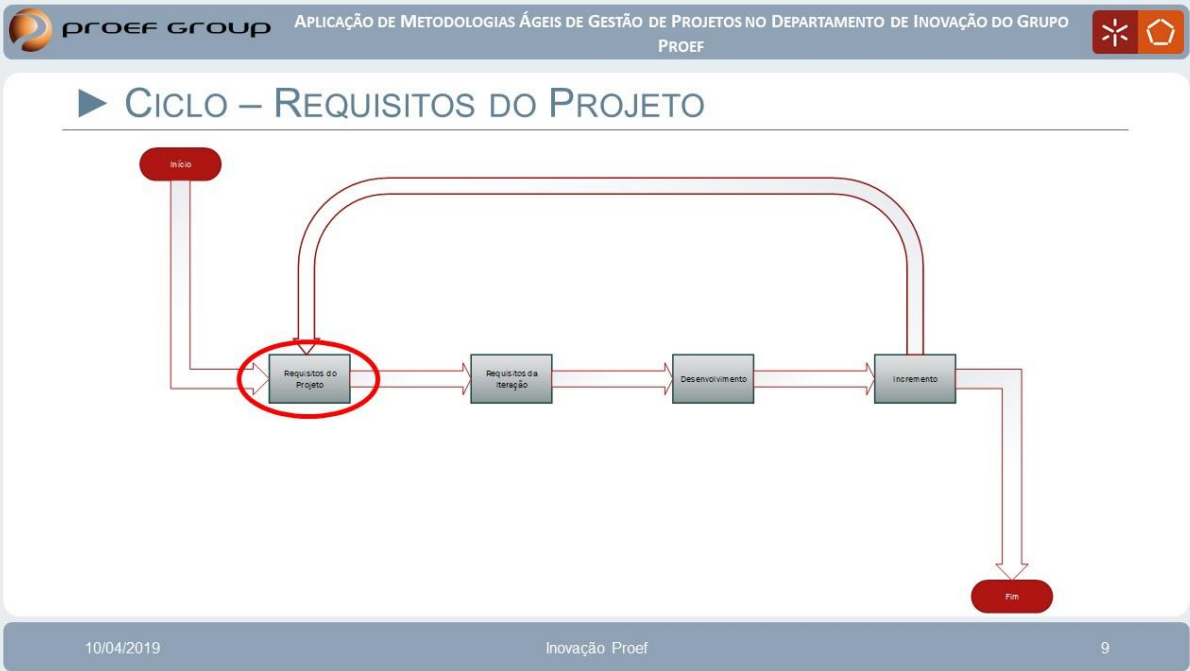 proef group
Aplicação de Metodologias Ágeis de Gestão de Projetos no Departamento de Inovação do Grupo
Proef
► Ciclo – Requisitos do Projeto
Início
Requisitos do
Projeto
Requisitos da
Iteração
Desenvolvimento
Incremento
Fim
10/04/2019
Inovação Proef
9